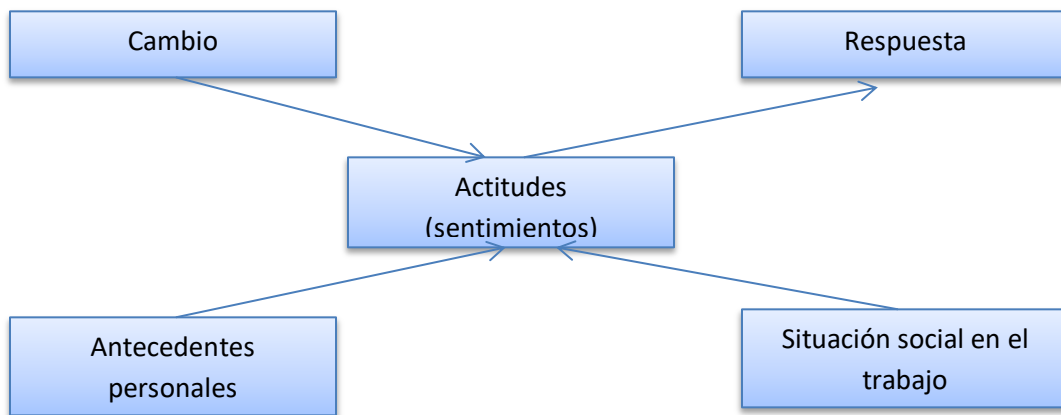 Cambio
Respuesta
Actitudes
(sentimientos)
Antecedentes
personales
Situación social en el
trabajo